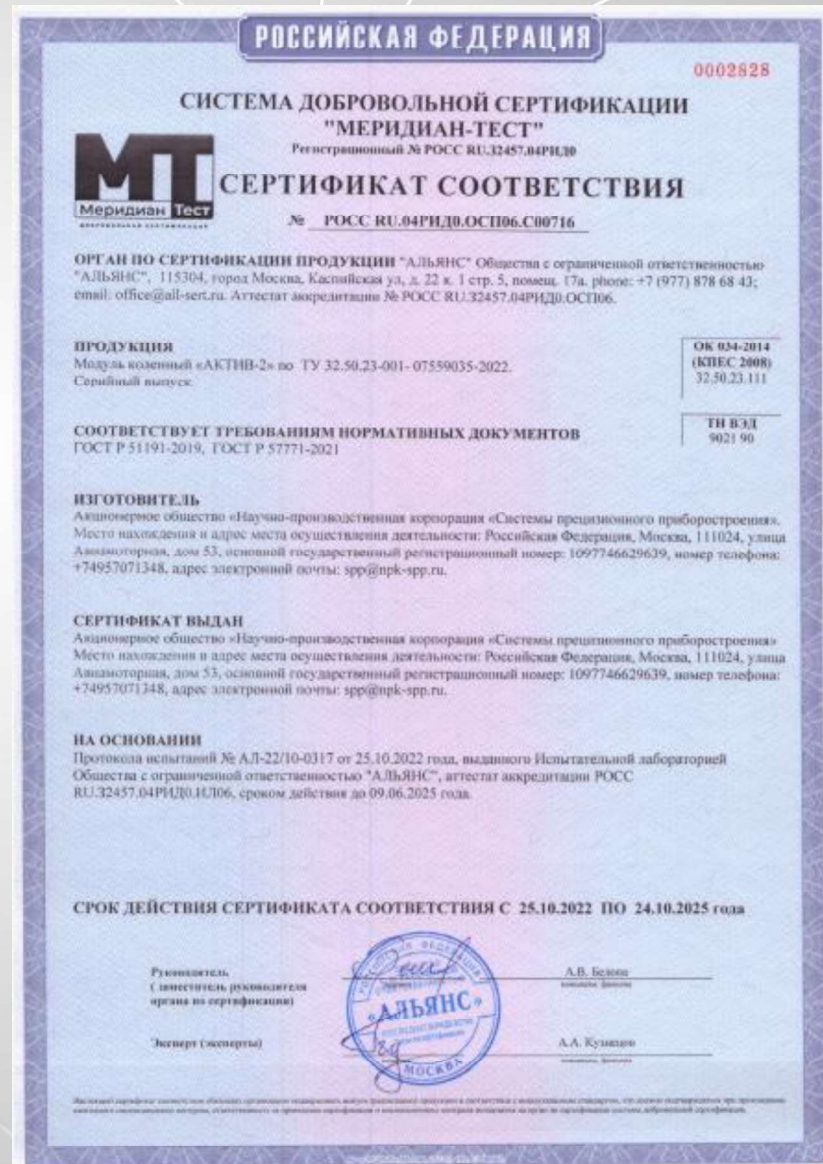 РОССИЙСКАЯ ФЕДЕРАЦИЯ
0002828
СИСТЕМА ДОБРОВОЛЬНОЙ СЕРТИФИКАЦИИ
"МЕРИДИАН-ТЕСТ"
Регистрационный № РОСС RU.32457.04РИД0
МТ
Меридиан Тест
СЕРТИФИКАТ СООТВЕТСТВИЯ
№ РОСС RU.04РИД0.ОСП06.С00716
ОРГАН ПО СЕРТИФИКАЦИИ ПРОДУКЦИИ "АЛЬЯНС" Общества с ограниченной ответственностью
"АЛЬЯНС", 115304, город Москва, Каспийская ул, д. 22 к. 1 стр. 5, помещ. 17а. phone: +7 (977) 878 68 43;
email: office@all-sert.ru. Аттестат аккредитации № РОСС RU.32457.04РИД0.ОСП06.
ПРОДУКЦИЯ
Модуль коленный «АКТИВ-2» по ТУ 32.50.23-001- 07559035-2022.
Серийный выпуск
ОК 034-2014
(КПЕС 2008)
32.50.23.111
СООТВЕТСТВУЕТ ТРЕБОВАНИЯМ НОРМАТИВНЫХ ДОКУМЕНТОВ
ГОСТ Р 51191-2019, ГОСТ Р 57771-2021
ТН ВЭД
9021 90
ИЗГОТОВИТЕЛЬ
Акционерное общество «Научно-производственная корпорация «Системы прецизионного приборостроения».
Место нахождения и адрес места осуществления деятельности: Российская Федерация, Москва, 111024, улица
Авиамоторная, дом 53, основной государственный регистрационный номер: 1097746629639, номер телефона:
+74957071348, адрес электронной почты: spp@npk-spp.ru.
СЕРТИФИКАТ ВЫДАН
Акционерное общество «Научно-производственная корпорация «Системы прецизионного приборостроения»
Место нахождения и адрес места осуществления деятельности: Российская Федерация, Москва, 111024, улица
Авиамоторная, дом 53, основной государственный регистрационный номер: 1097746629639, номер телефона:
+74957071348, адрес электронной почты: spp@npk-spp.ru.
НА ОСНОВАНИИ
Протокола испытаний № АЛ-22/10-0317 от 25.10.2022 года, выданного Испытательной лабораторией
Общества с ограниченной ответственностью "АЛЬЯНС", аттестат аккредитации РОСС
RU.32457.04РИД0.ИЛ06, сроком действия до 09.06.2025 года.
СРОК ДЕЙСТВИЯ СЕРТИФИКАТА СООТВЕТСТВИЯ С 25.10.2022 ПО 24.10.2025 года
Руководитель
( заместитель руководителя
органа по сертификации)
А.В. Белова
«АЛЬЯНС»
МОСКВА
Эксперт (эксперты)
А.А. Кузнецов